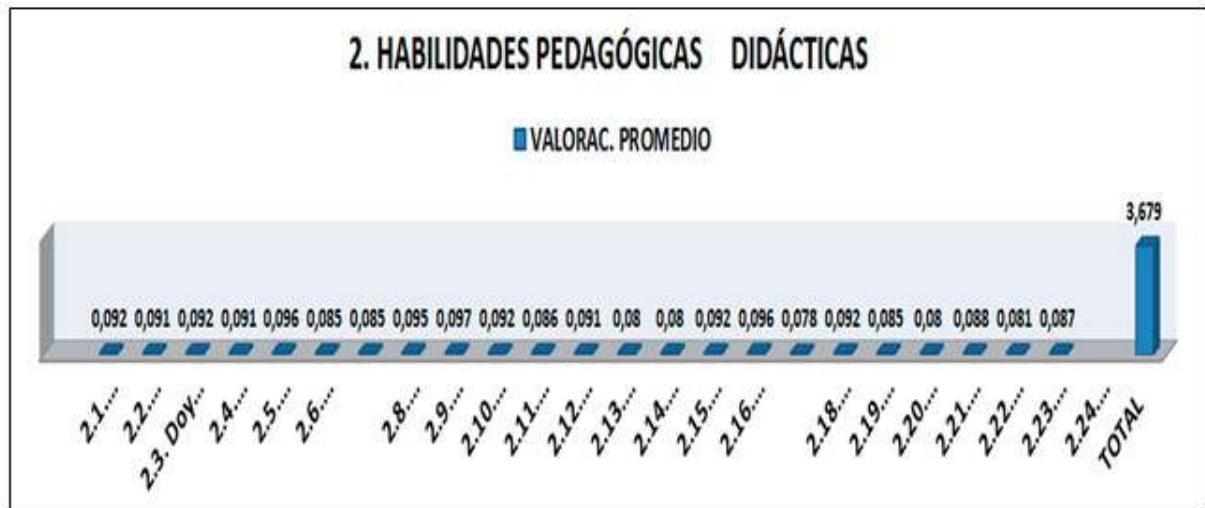 2. HABILIDADES PEDAGÓGICAS DIDÁCTICAS
VALORAC. PROMEDIO
3,679
0,092 0,091 0,092 0,091 0,096 0,085 0,085 0,095 0,097 0,092 0,086 0,091 0,08 0,08 0,092 0,096 0,078 0,092 0,085 0,08 0,088 0,081 0,087
2.1.... 2.2.... 2.3. Doy... 2.4.... 2.5.... 2.6.... 2.8.... 2.9.... 2.10.... 2.11.... 2.12.... 2.13.... 2.14.... 2.15.... 2.16.... 2.18.... 2.19.... 2.20.... 2.21.... 2.22.... 2.23.... 2.24.... TOTAL